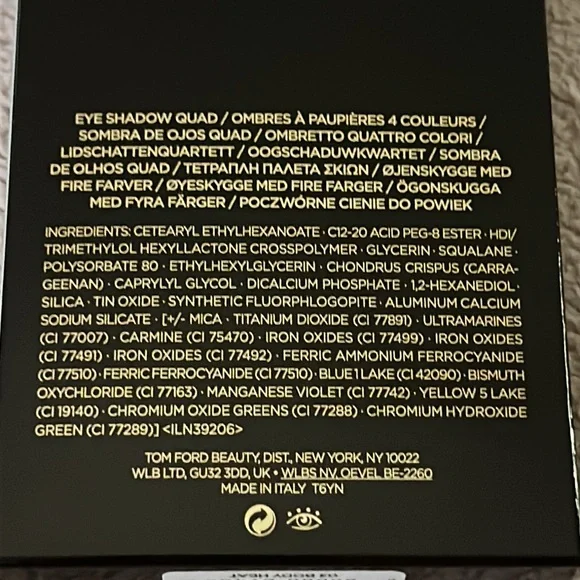 EYE SHADOW QUAD / OMBRES À PAUPIÈRES 4 COULEURS /
SOMBRA DE OJOS QUAD / OMBRETTO QUATTRO COLORI /
LIDSCHATTENQUARTETT / OOGSCHADUWKWARTET / SOMBRA
DE OLHOS QUAD / ΤΕΤΡΑΠΛΗ ΠΑΛΕΤΑ ΣΚΙΩΝ / ØJENSKYGGE MED
FIRE FARVER / ØYESKYGGE MED FIRE FARGER / ÖGONSKUGGA
MED FYRA FÄRGER / POCZWÓRNE CIENIE DO POWIEK
INGREDIENTS: CETEARYL ETHYLHEXANOATE · C12-20 ACID PEG-8 ESTER · HDI/
TRIMETHYLOL HEXYLLACTONE CROSSPOLYMER · GLYCERIN · SQUALANE ·
POLYSORBATE 80 · ETHYLHEXYLGLYCERIN · CHONDRUS CRISPUS (CARRA-
GEENAN) · CAPRYLYL GLYCOL · DICALCIUM PHOSPHATE · 1,2-HEXANEDIOL ·
SILICA · TIN OXIDE · SYNTHETIC FLUORPHLOGOPITE · ALUMINUM CALCIUM
SODIUM SILICATE · [+/- MICA · TITANIUM DIOXIDE (CI 77891) · ULTRAMARINES
(CI 77007) · CARMINE (CI 75470) · IRON OXIDES (CI 77499) · IRON OXIDES
(CI 77491) · IRON OXIDES (CI 77492) · FERRIC AMMONIUM FERROCYANIDE
(CI 77510) · FERRIC FERROCYANIDE (CI 77510) · BLUE 1 LAKE (CI 42090) · BISMUTH
OXYCHLORIDE (CI 77163) · MANGANESE VIOLET (CI 77742) · YELLOW 5 LAKE
(CI 19140) · CHROMIUM OXIDE GREENS (CI 77288) · CHROMIUM HYDROXIDE
GREEN (CI 77289)] <ILN39206>
TOM FORD BEAUTY, DIST., NEW YORK, NY 10022
WLB LTD, GU32 3DD, UK • WLBS NV, OEVEL BE-2260
MADE IN ITALY T6YN
BODY HEAT